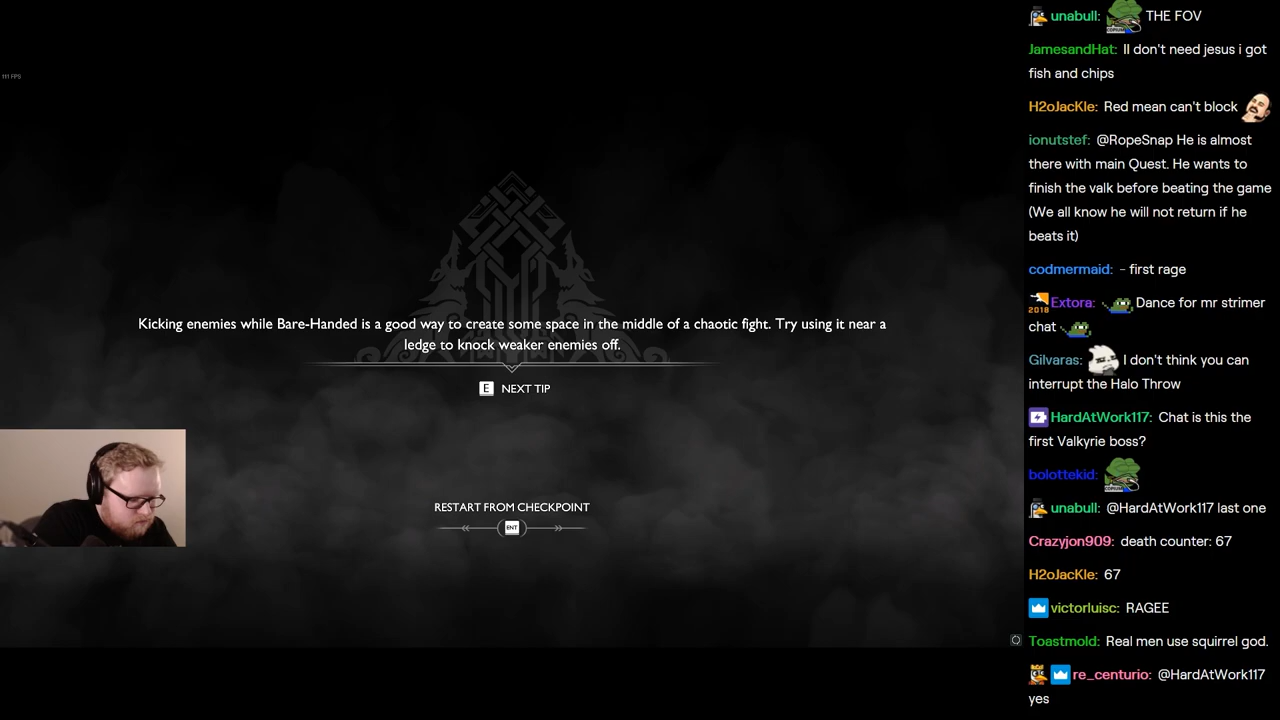 111 FPS
Kicking enemies while Bare-Handed is a good way to create some space in the middle of a chaotic fight. Try using it near a
ledge to knock weaker enemies off.
E NEXT TIP
RESTART FROM CHECKPOINT
ENT
unabull: THE FOV
JamesandHat: II don't need jesus i got
fish and chips
H2oJacKle: Red mean can't block
ionutstef: @RopeSnap He is almost
there with main Quest. He wants to
finish the valk before beating the game
(We all know he will not return if he
beats it)
codmermaid: - first rage
2018 Extora: Dance for mr strimer
chat
Gilvaras: I don't think you can
interrupt the Halo Throw
HardAtWork117: Chat is this the
first Valkyrie boss?
bolottekid: COPIUM
unabull: @HardAtWork117 last one
Crazyjon909: death counter: 67
H2oJacKle: 67
victorluisc: RAGEE
Toastmold: Real men use squirrel god.
re_centurio: @HardAtWork117
yes